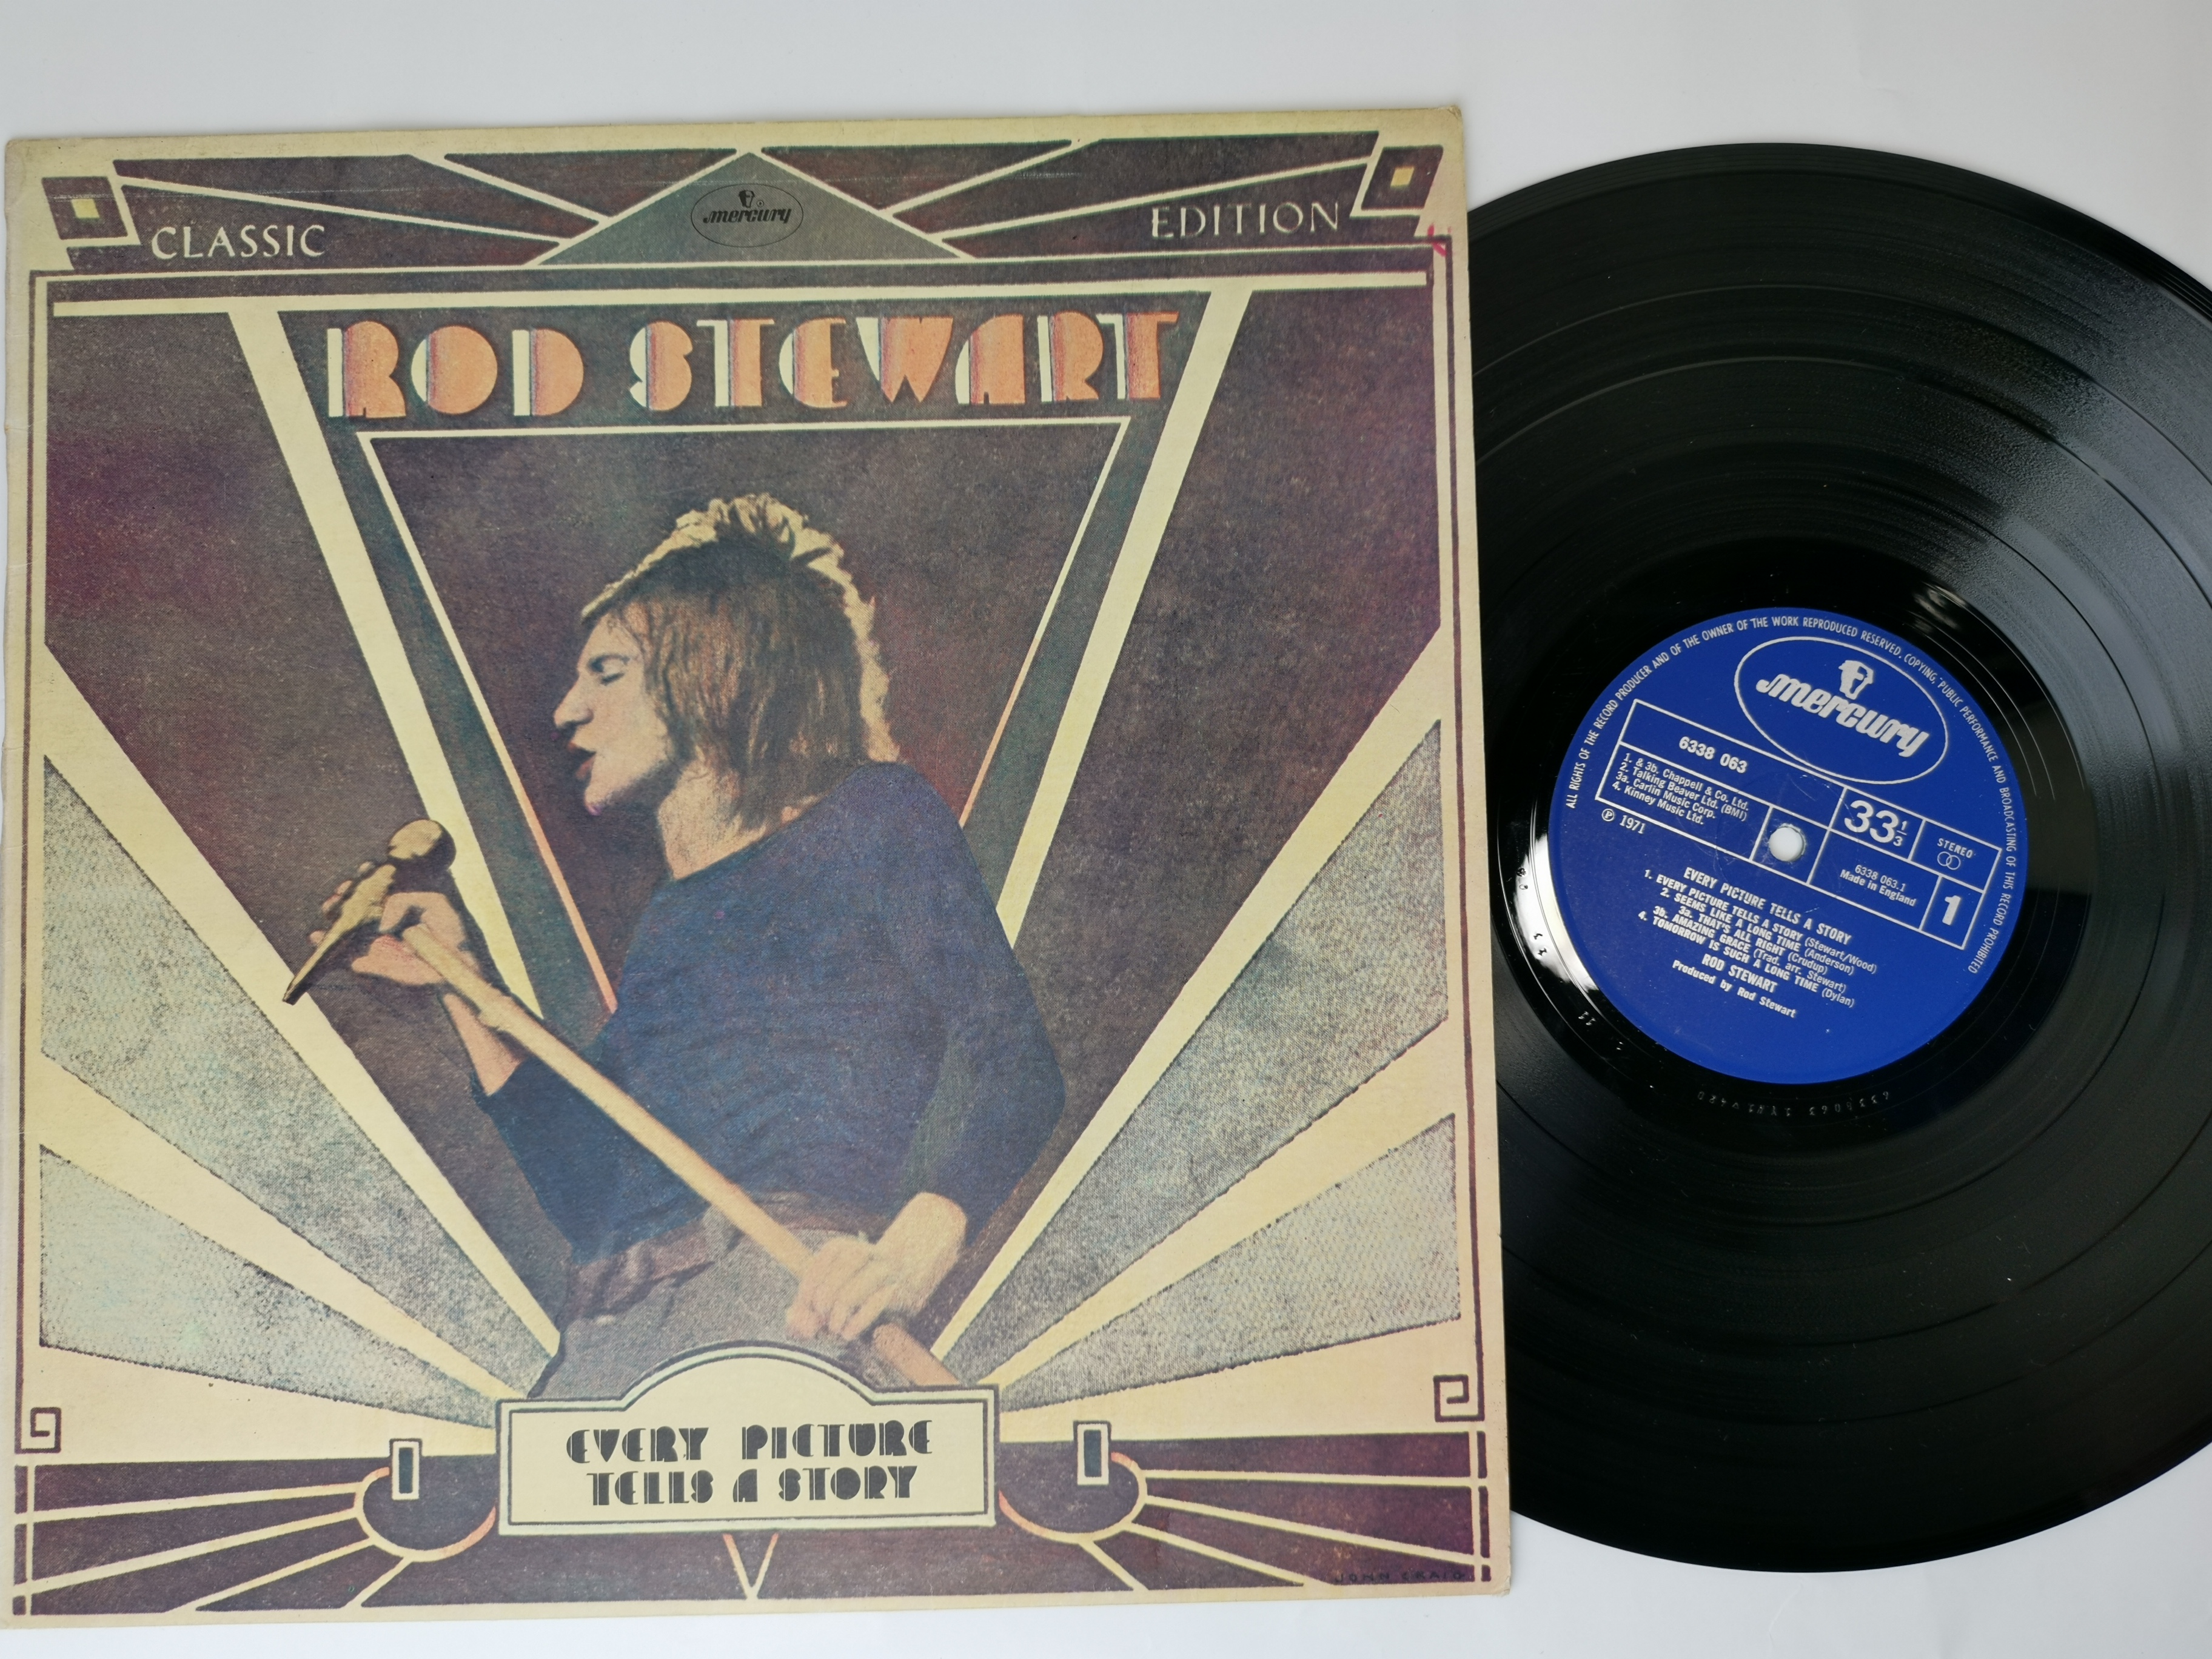 CLASSIC
mercury
EDITION
ROD STEWART
EVERY PICTURE
TELLS A STORY
JOHN CRAIG
ALL RIGHTS OF THE RECORD PRODUCER AND OF THE OWNER OF THE WORK REPRODUCED RESERVED. COPYING, PUBLIC PERFORMANCE AND BROADCASTING OF THIS RECORD PROHIBITED
mercury
6338 063
1. & 3b. Chappell & Co. Ltd.
2. Talking Beaver Ltd. (BMI)
3a. Carlin Music Corp.
4. Kinney Music Ltd.
℗ 1971
33 1/3
STEREO
6338 063.1
Made in England
1
EVERY PICTURE TELLS A STORY
1. EVERY PICTURE TELLS A STORY (Stewart/Wood)
2. SEEMS LIKE A LONG TIME (Anderson)
3a. THAT'S ALL RIGHT (Crudup)
3b. AMAZING GRACE (Trad. arr. Stewart)
4. TOMORROW IS SUCH A LONG TIME (Dylan)
ROD STEWART
Produced by Rod Stewart